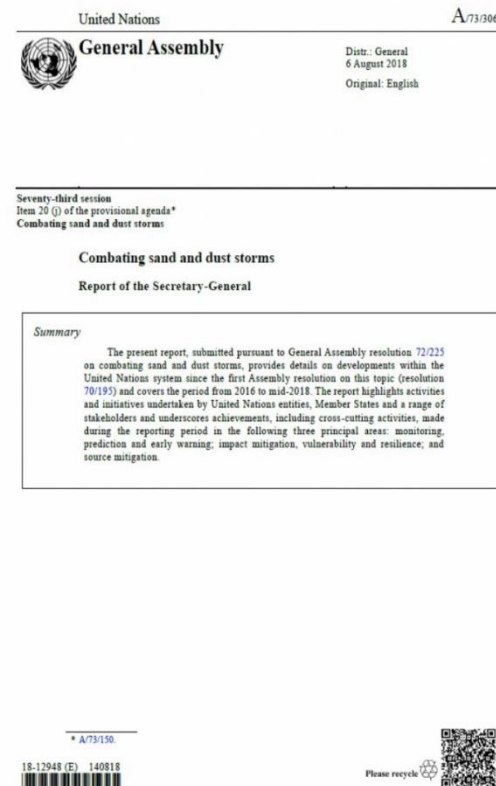 United Nations
A/73/306
General Assembly
Distr.: General
6 August 2018
Original: English
Seventy-third session
Item 20 (j) of the provisional agenda*
Combating sand and dust storms
Combating sand and dust storms
Report of the Secretary-General
Summary
The present report, submitted pursuant to General Assembly resolution 72/225
on combating sand and dust storms, provides details on developments within the
United Nations system since the first Assembly resolution on this topic (resolution
70/195) and covers the period from 2016 to mid-2018. The report highlights activities
and initiatives undertaken by United Nations entities, Member States and a range of
stakeholders and underscores achievements, including cross-cutting activities, made
during the reporting period in the following three principal areas: monitoring,
prediction and early warning; impact mitigation, vulnerability and resilience; and
source mitigation.
* A/73/150.
18-12948 (E) 140818
Please recycle